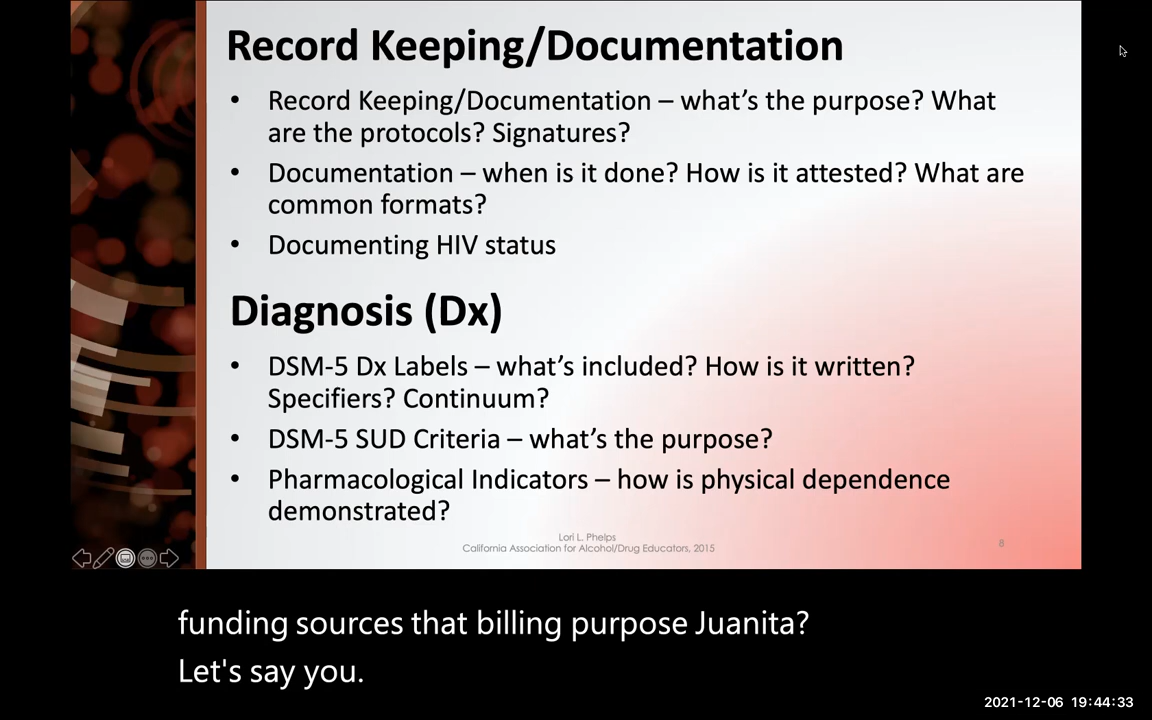 Record Keeping/Documentation
• Record Keeping/Documentation – what's the purpose? What
are the protocols? Signatures?
• Documentation – when is it done? How is it attested? What are
common formats?
• Documenting HIV status
Diagnosis (Dx)
• DSM-5 Dx Labels – what's included? How is it written?
Specifiers? Continuum?
• DSM-5 SUD Criteria – what's the purpose?
• Pharmacological Indicators – how is physical dependence
demonstrated?
Lori L. Phelps
California Association for Alcohol/Drug Educators, 2015
8
funding sources that billing purpose Juanita?
Let's say you.
2021-12-06 19:44:33